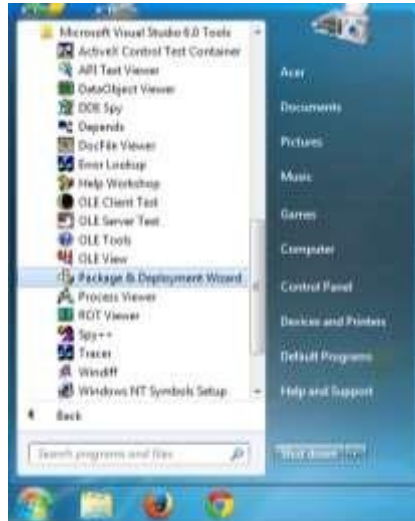 Microsoft Visual Studio 6.0 Tools
ActiveX Control Test Container
API Text Viewer
DataObject Viewer
DDE Spy
Depends
DocFile Viewer
Error Lookup
Help Workshop
OLE Client Test
OLE Server Test
OLE Tools
OLE View
Package & Deployment Wizard
Process Viewer
ROT Viewer
Spy++
Tracer
Windiff
Windows NT Symbols Setup
Back
Search programs and files
Acer
Documents
Pictures
Music
Games
Computer
Control Panel
Devices and Printers
Default Programs
Help and Support
Shut down